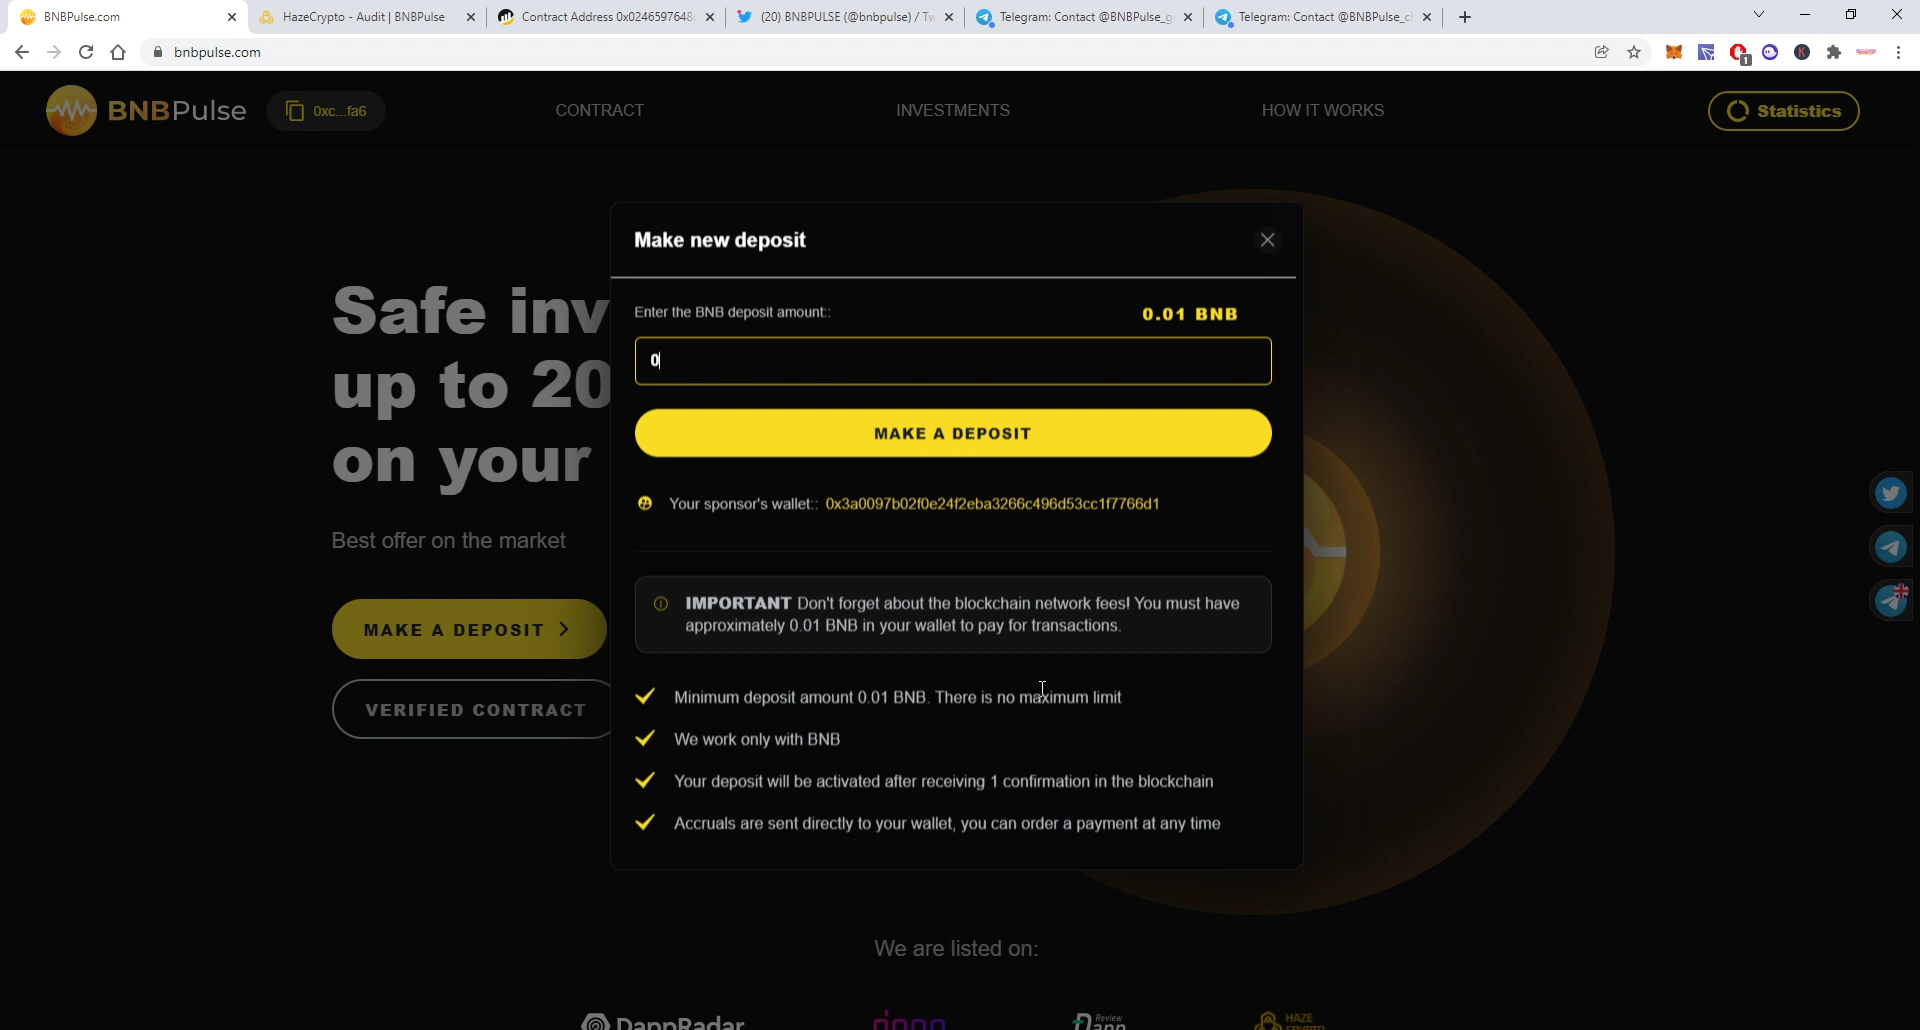 BNBPulse.com
HazeCrypto - Audit | BNBPulse
Contract Address 0x0246597648
(20) BNBPULSE (@bnbpulse) / Tw
Telegram: Contact @BNBPulse_g
Telegram: Contact @BNBPulse_c
bnbpulse.com
1
BNBPulse
0xc...fa6
CONTRACT
INVESTMENTS
HOW IT WORKS
Statistics
Make new deposit
Enter the BNB deposit amount::
0.01 BNB
0
MAKE A DEPOSIT
Your sponsor's wallet:: 0x3a0097b02f0e24f2eba3266c496d53cc1f7766d1
IMPORTANT Don't forget about the blockchain network fees! You must have
approximately 0.01 BNB in your wallet to pay for transactions.
Minimum deposit amount 0.01 BNB. There is no maximum limit
We work only with BNB
Your deposit will be activated after receiving 1 confirmation in the blockchain
Accruals are sent directly to your wallet, you can order a payment at any time
Safe inv
up to 20
on your
Best offer on the market
MAKE A DEPOSIT
VERIFIED CONTRACT
We are listed on:
DappRadar
Review
Dapp
HAZE
CRYPTO